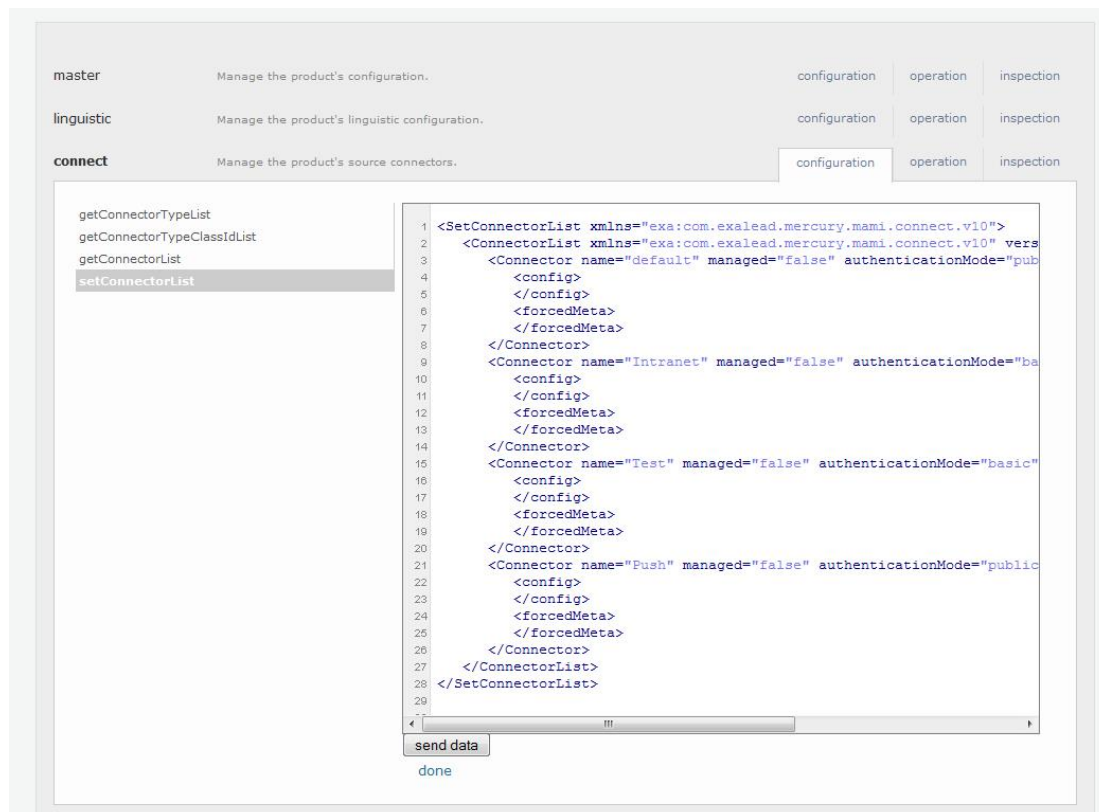 master Manage the product's configuration. configuration operation inspection
linguistic Manage the product's linguistic configuration. configuration operation inspection
connect Manage the product's source connectors. configuration operation inspection
getConnectorTypeList
getConnectorTypeClassIdList
getConnectorList
setConnectorList
1 <SetConnectorList xmlns="exa:com.exalead.mercury.mami.connect.v10">
2 <ConnectorList xmlns="exa:com.exalead.mercury.mami.connect.v10" vers
3 <Connector name="default" managed="false" authenticationMode="pub
4 <config>
5 </config>
6 <forcedMeta>
7 </forcedMeta>
8 </Connector>
9 <Connector name="Intranet" managed="false" authenticationMode="ba
10 <config>
11 </config>
12 <forcedMeta>
13 </forcedMeta>
14 </Connector>
15 <Connector name="Test" managed="false" authenticationMode="basic"
16 <config>
17 </config>
18 <forcedMeta>
19 </forcedMeta>
20 </Connector>
21 <Connector name="Push" managed="false" authenticationMode="public
22 <config>
23 </config>
24 <forcedMeta>
25 </forcedMeta>
26 </Connector>
27 </ConnectorList>
28 </SetConnectorList>
29
send data
done